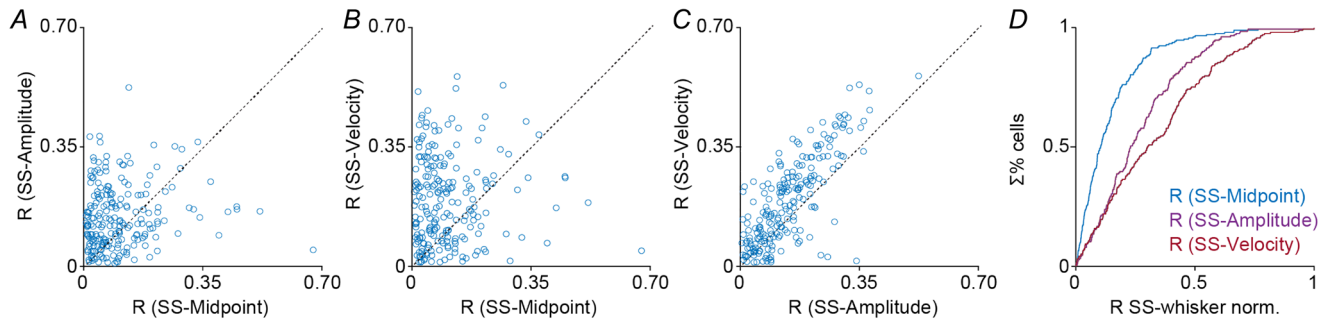 A
0.70
0.35
0
R (SS-Amplitude)
0.35
0.70
R (SS-Midpoint)
B
0.70
0.35
0
R (SS-Velocity)
0.35
0.70
R (SS-Midpoint)
C
0.70
0.35
0
R (SS-Velocity)
0
0.35
0.70
R (SS-Amplitude)
D
1
0.5
0
Σ% cells
R (SS-Midpoint)
R (SS-Amplitude)
R (SS-Velocity)
0
0.5
1
R SS-whisker norm.